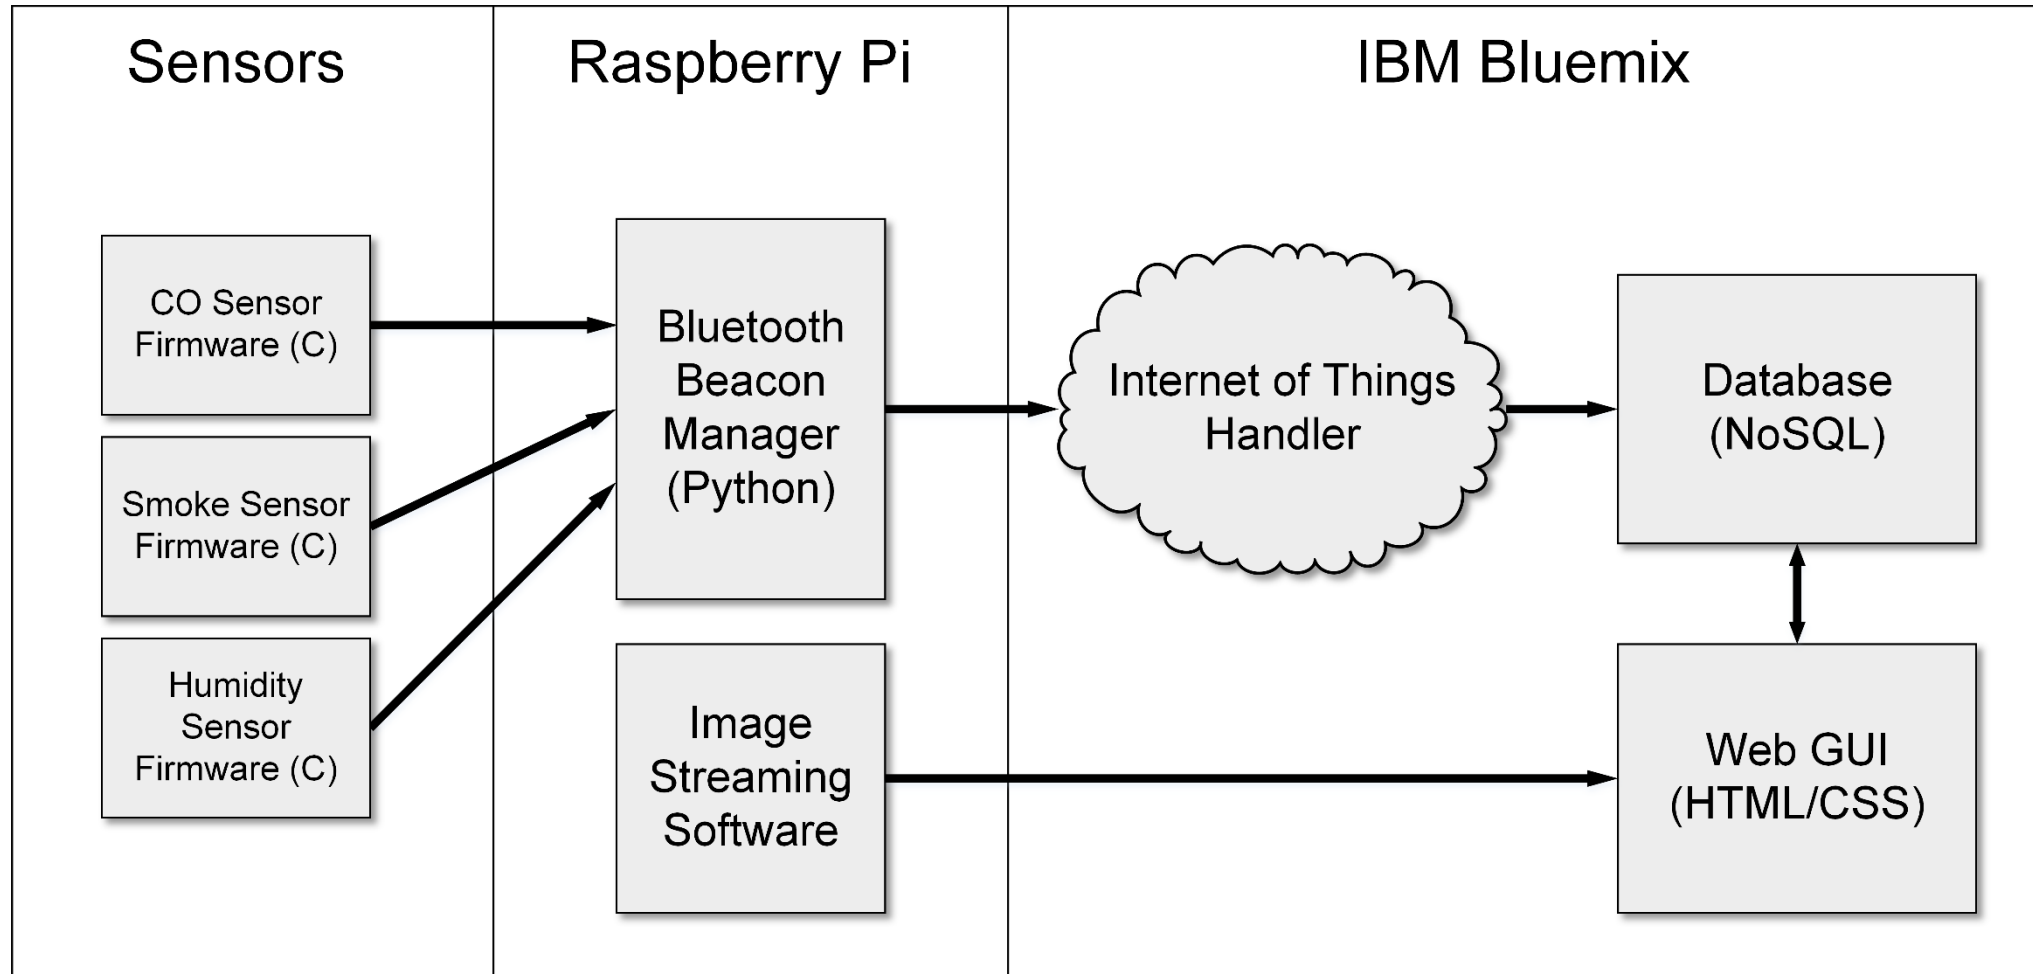 Sensors
Raspberry Pi
IBM Bluemix
CO Sensor
Firmware (C)
Smoke Sensor
Firmware (C)
Humidity
Sensor
Firmware (C)
Bluetooth
Beacon
Manager
(Python)
Image
Streaming
Software
Internet of Things
Handler
Database
(NoSQL)
Web GUI
(HTML/CSS)